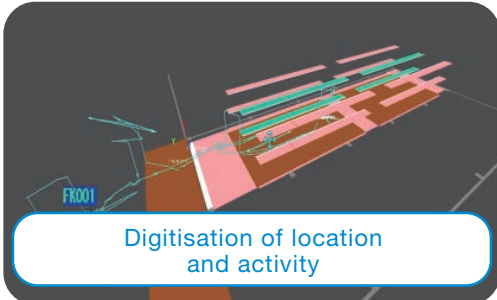 FK001
Digitisation of location
and activity